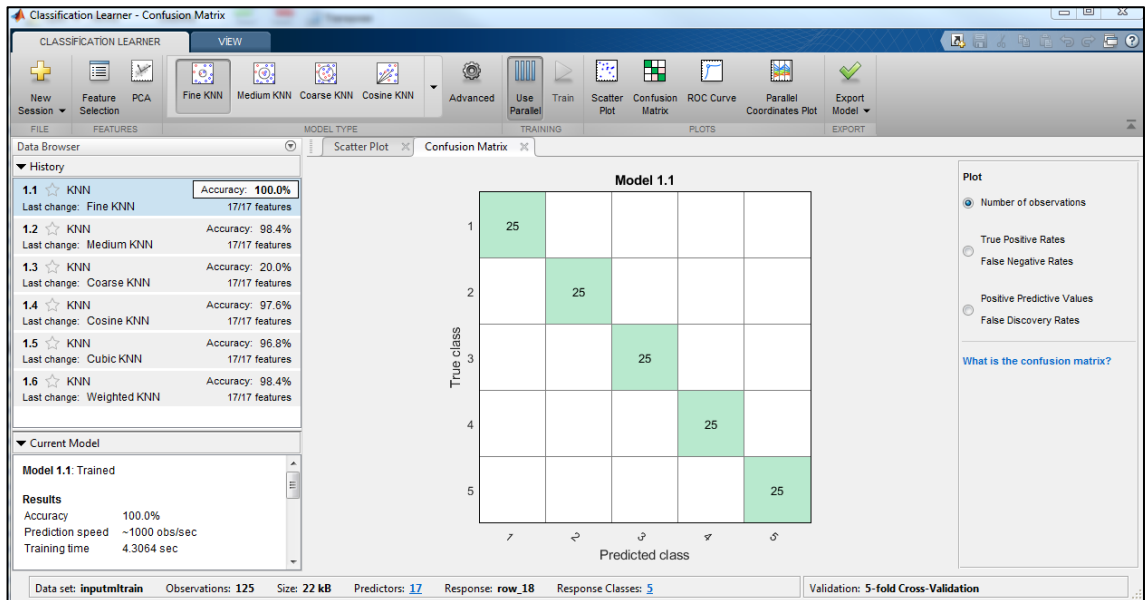 Classification Learner - Confusion Matrix
CLASSIFICATION LEARNER VIEW
New Session
Feature Selection
PCA
Fine KNN Medium KNN Coarse KNN Cosine KNN
Advanced
Use Parallel
Train
Scatter Plot
Confusion Matrix
ROC Curve
Parallel Coordinates Plot
Export Model
FILE FEATURES MODEL TYPE TRAINING PLOTS EXPORT
Data Browser
Scatter Plot Confusion Matrix
History
1.1 KNN Accuracy: 100.0%
Last change: Fine KNN 17/17 features
1.2 KNN Accuracy: 98.4%
Last change: Medium KNN 17/17 features
1.3 KNN Accuracy: 20.0%
Last change: Coarse KNN 17/17 features
1.4 KNN Accuracy: 97.6%
Last change: Cosine KNN 17/17 features
1.5 KNN Accuracy: 96.8%
Last change: Cubic KNN 17/17 features
1.6 KNN Accuracy: 98.4%
Last change: Weighted KNN 17/17 features
Current Model
Model 1.1: Trained
Results
Accuracy 100.0%
Prediction speed ~1000 obs/sec
Training time 4.3064 sec
Model 1.1
True class
1 25
2 25
3 25
4 25
5 25
1 2 3 4 5
Predicted class
Plot
Number of observations
True Positive Rates
False Negative Rates
Positive Predictive Values
False Discovery Rates
What is the confusion matrix?
Data set: inputmltrain Observations: 125 Size: 22 kB Predictors: 17 Response: row_18 Response Classes: 5 Validation: 5-fold Cross-Validation